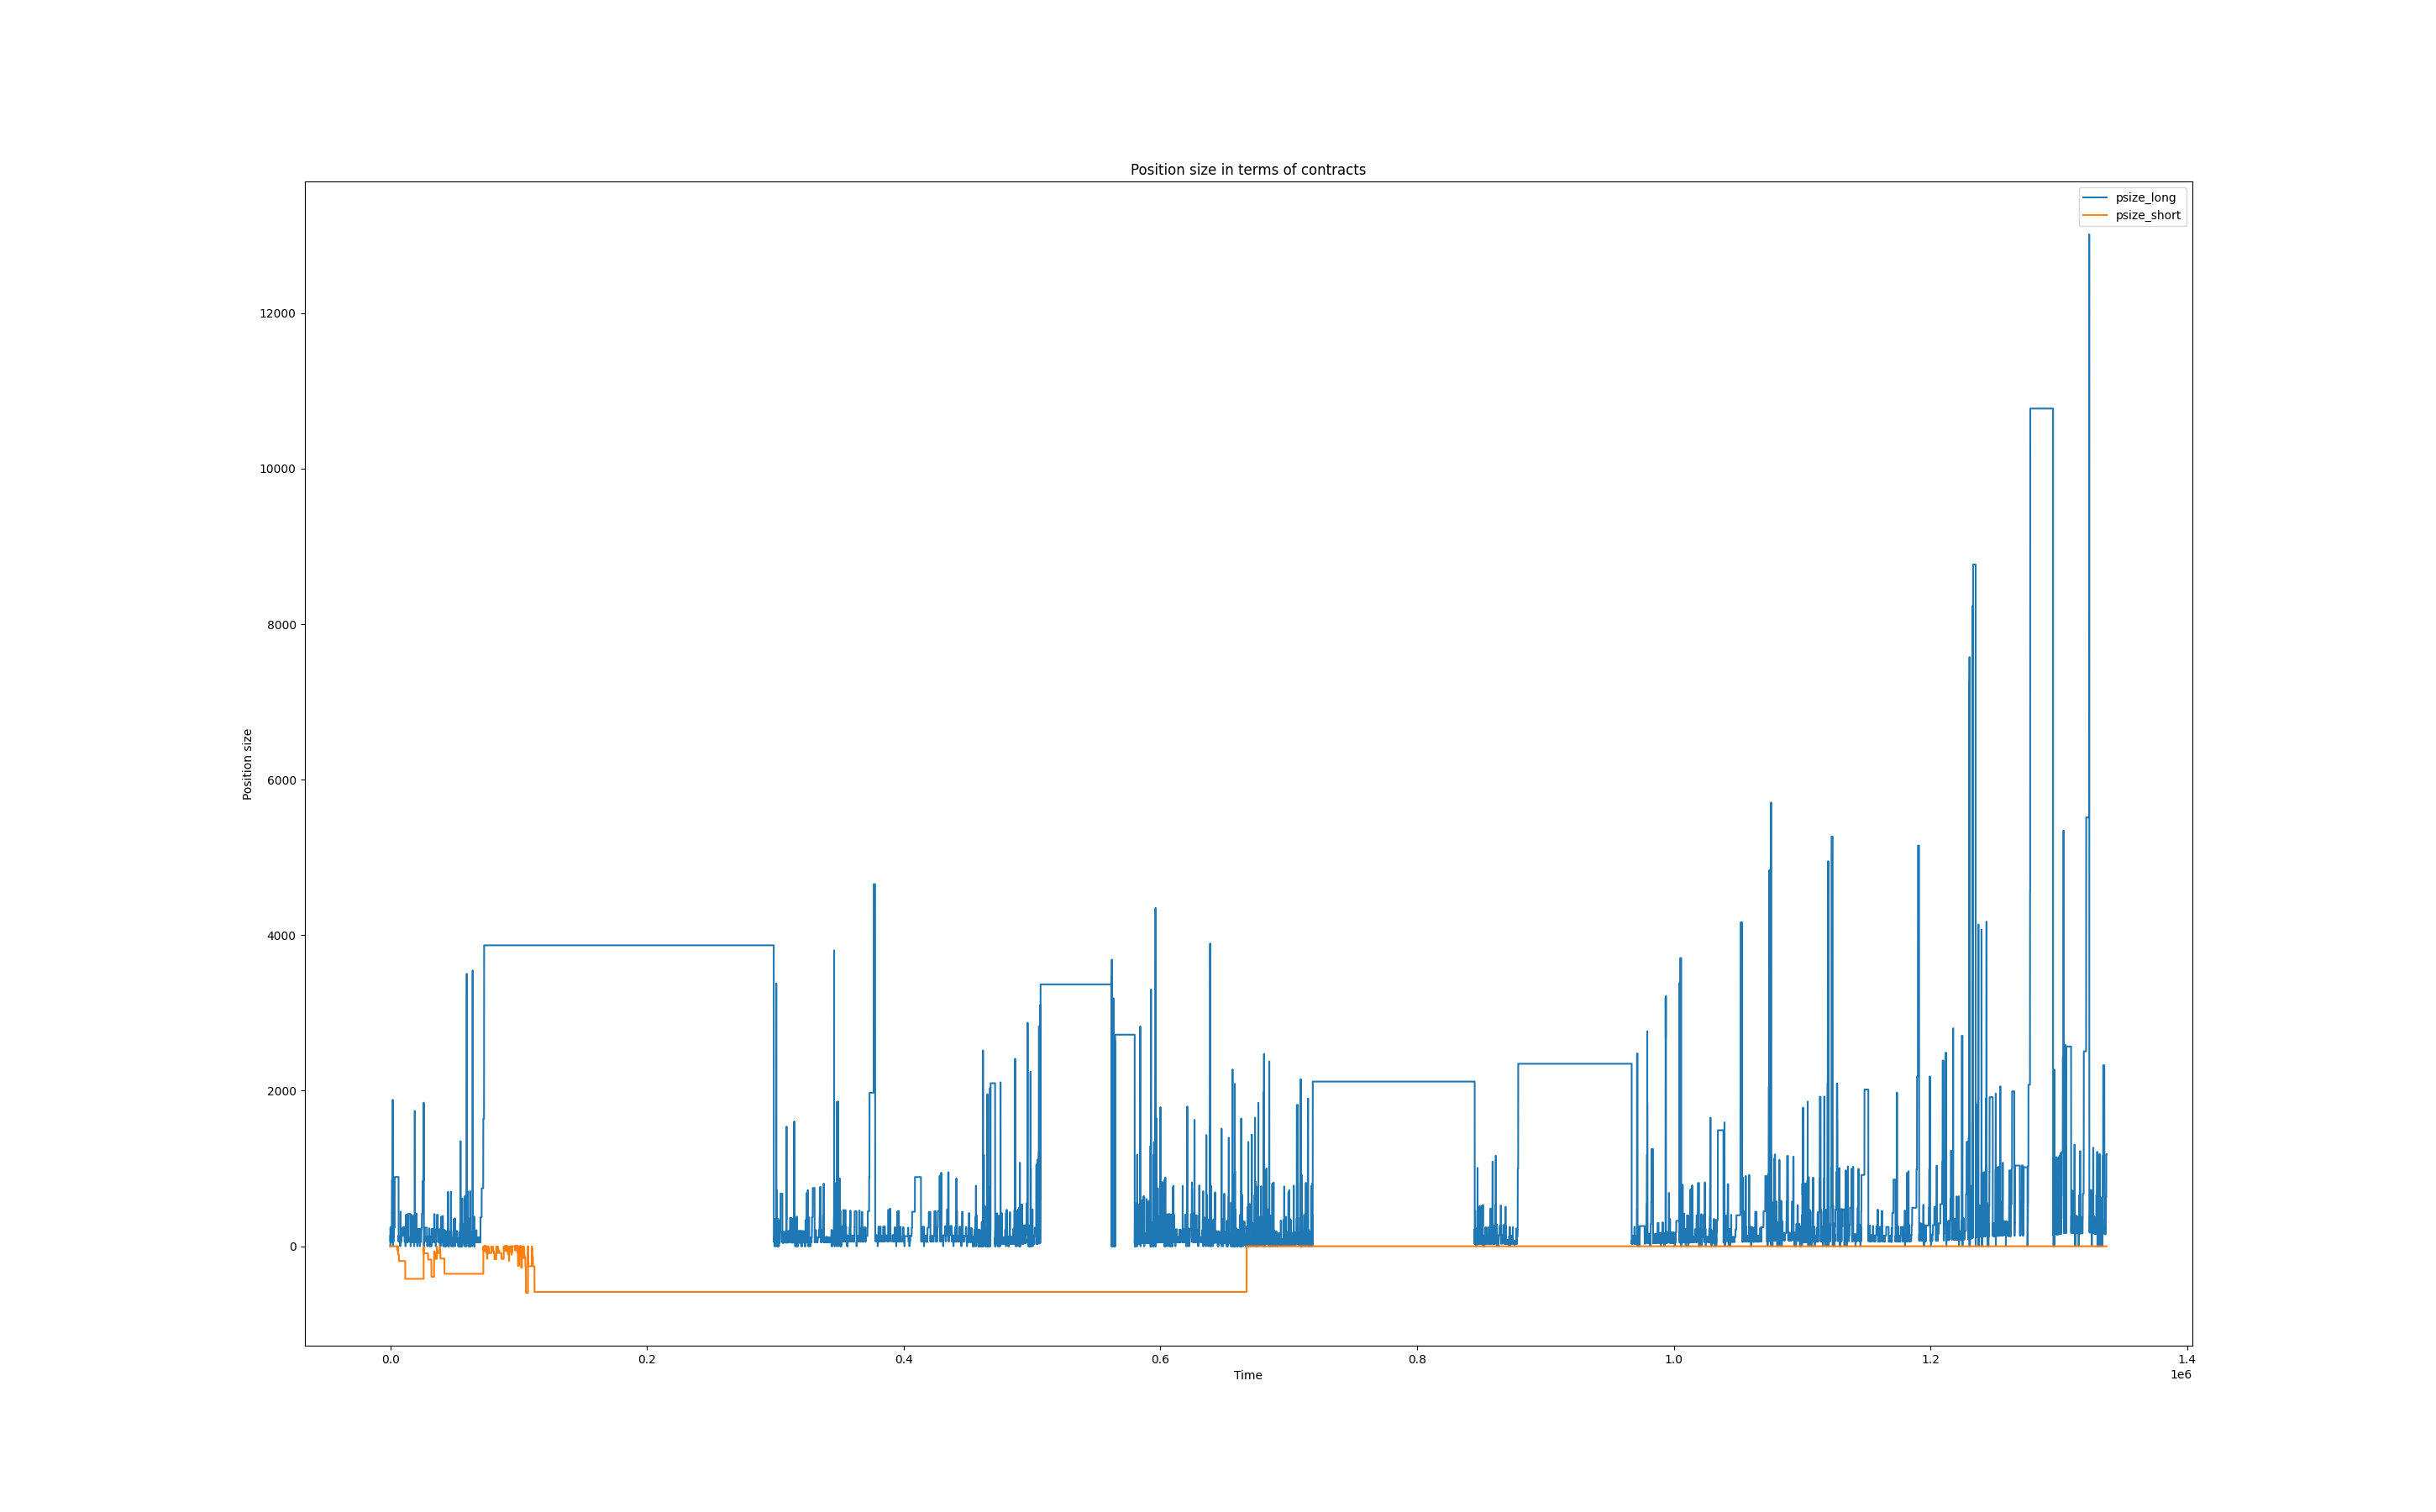 Position size in terms of contracts
psize_long
psize_short
12000
10000
8000
6000
4000
2000
0
Position size
0.0 0.2 0.4 0.6 0.8 1.0 1.2 1.4
Time
1e6